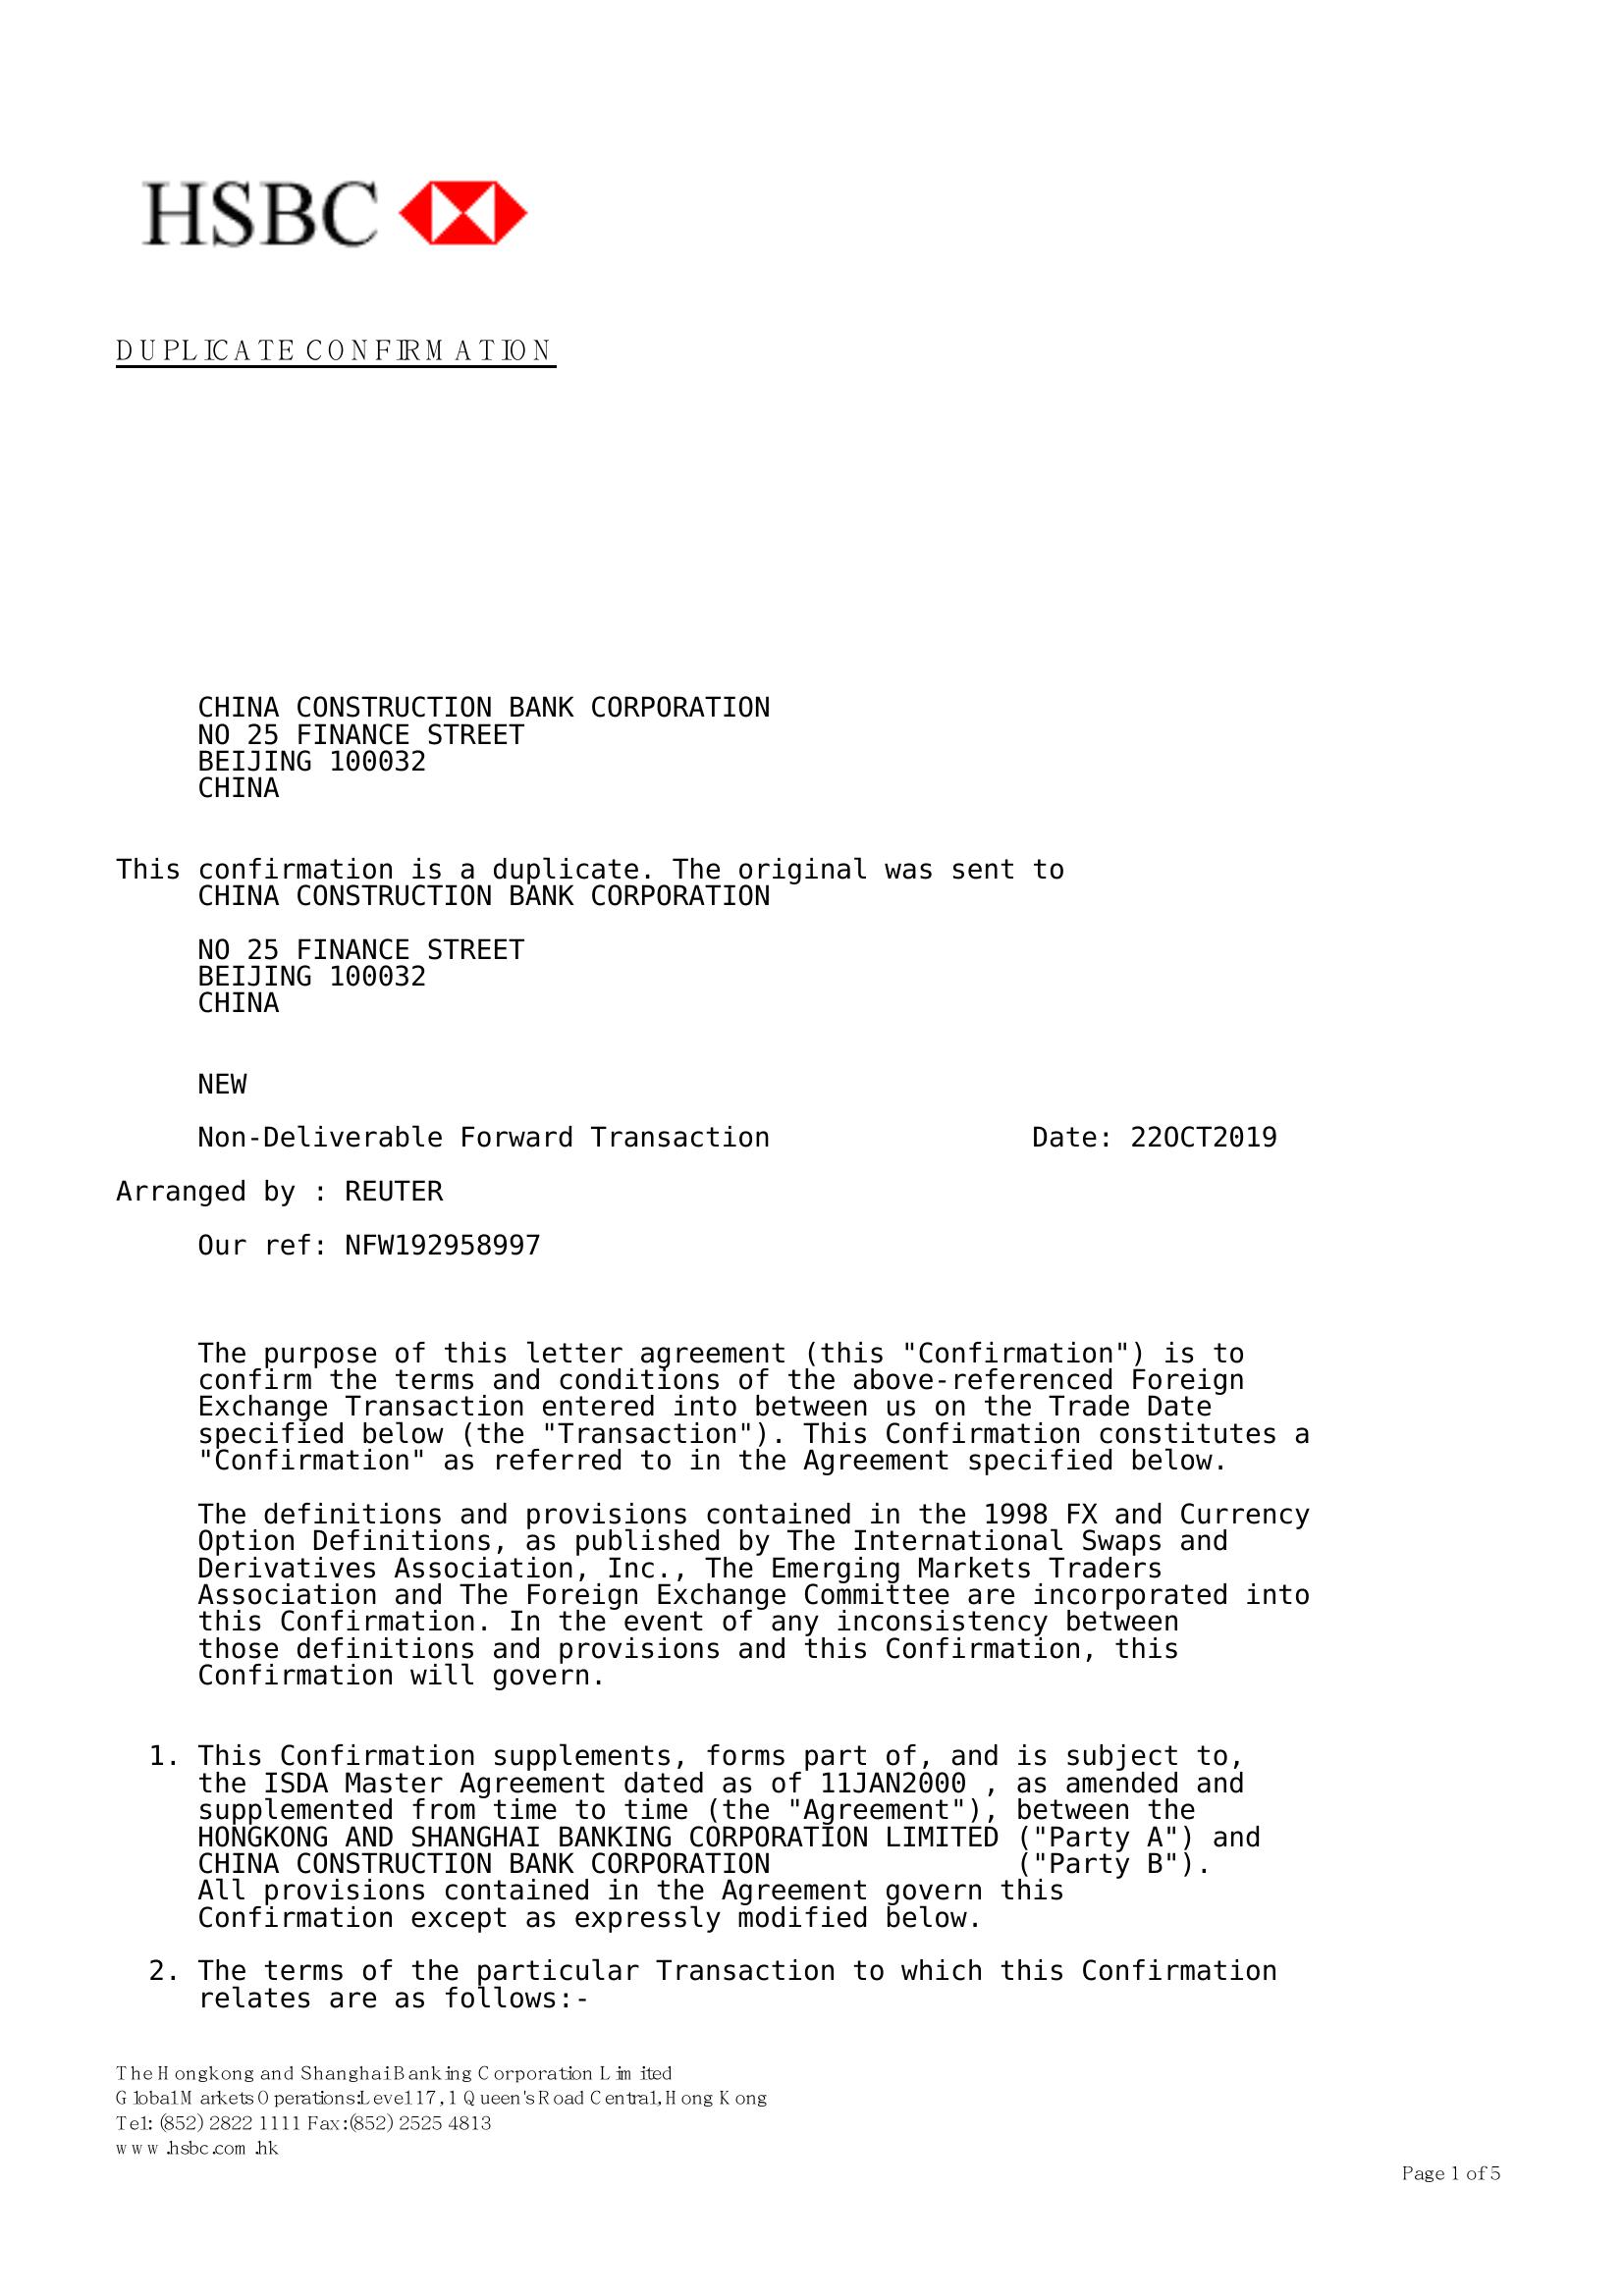 HSBC
DUPLICATE CONFIRMATION
CHINA CONSTRUCTION BANK CORPORATION
NO 25 FINANCE STREET
BEIJING 100032
CHINA
This confirmation is a duplicate. The original was sent to
CHINA CONSTRUCTION BANK CORPORATION
NO 25 FINANCE STREET
BEIJING 100032
CHINA
NEW
Non-Deliverable Forward Transaction Date: 22OCT2019
Arranged by : REUTER
Our ref: NFW192958997
The purpose of this letter agreement (this "Confirmation") is to
confirm the terms and conditions of the above-referenced Foreign
Exchange Transaction entered into between us on the Trade Date
specified below (the "Transaction"). This Confirmation constitutes a
"Confirmation" as referred to in the Agreement specified below.
The definitions and provisions contained in the 1998 FX and Currency
Option Definitions, as published by The International Swaps and
Derivatives Association, Inc., The Emerging Markets Traders
Association and The Foreign Exchange Committee are incorporated into
this Confirmation. In the event of any inconsistency between
those definitions and provisions and this Confirmation, this
Confirmation will govern.
1. This Confirmation supplements, forms part of, and is subject to,
the ISDA Master Agreement dated as of 11JAN2000 , as amended and
supplemented from time to time (the "Agreement"), between the
HONGKONG AND SHANGHAI BANKING CORPORATION LIMITED ("Party A") and
CHINA CONSTRUCTION BANK CORPORATION ("Party B").
All provisions contained in the Agreement govern this
Confirmation except as expressly modified below.
2. The terms of the particular Transaction to which this Confirmation
relates are as follows:-
The Hongkong and Shanghai Banking Corporation Limited
Global Markets Operations: Level 17, 1 Queen's Road Central, Hong Kong
Tel: (852) 2822 1111 Fax: (852) 2525 4813
www.hsbc.com.hk
Page 1 of 5